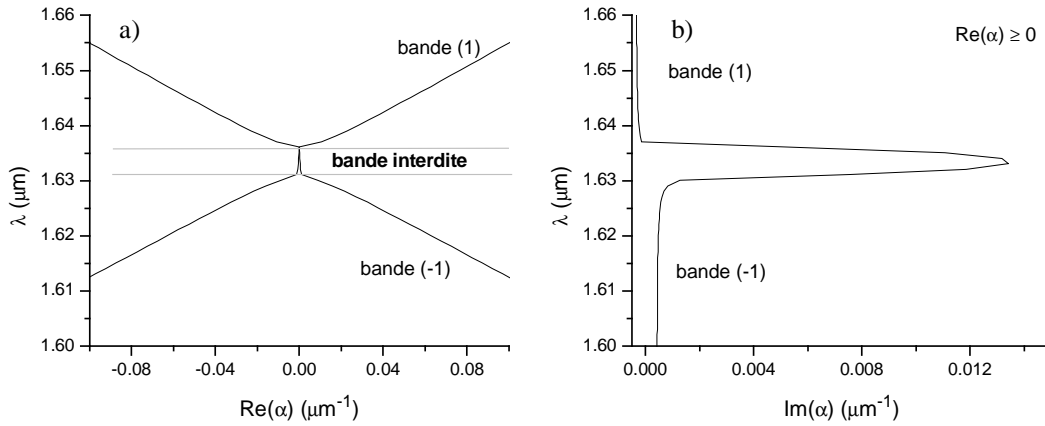 a)
bande (1)
bande interdite
bande (-1)
1.66
1.65
1.64
1.63
1.62
1.61
1.60
λ (μm)
-0.08 -0.04 0.00 0.04 0.08
Re(α) (μm⁻¹)
b)
Re(α) ≥ 0
bande (1)
bande (-1)
1.66
1.65
1.64
1.63
1.62
1.61
1.60
λ (μm)
0.000 0.004 0.008 0.012
Im(α) (μm⁻¹)